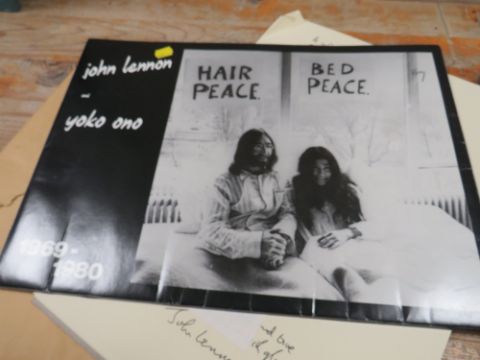 john lennon
-
yoko ono
HAIR
PEACE.
BED
PEACE.
1969-
1980
John Lennon